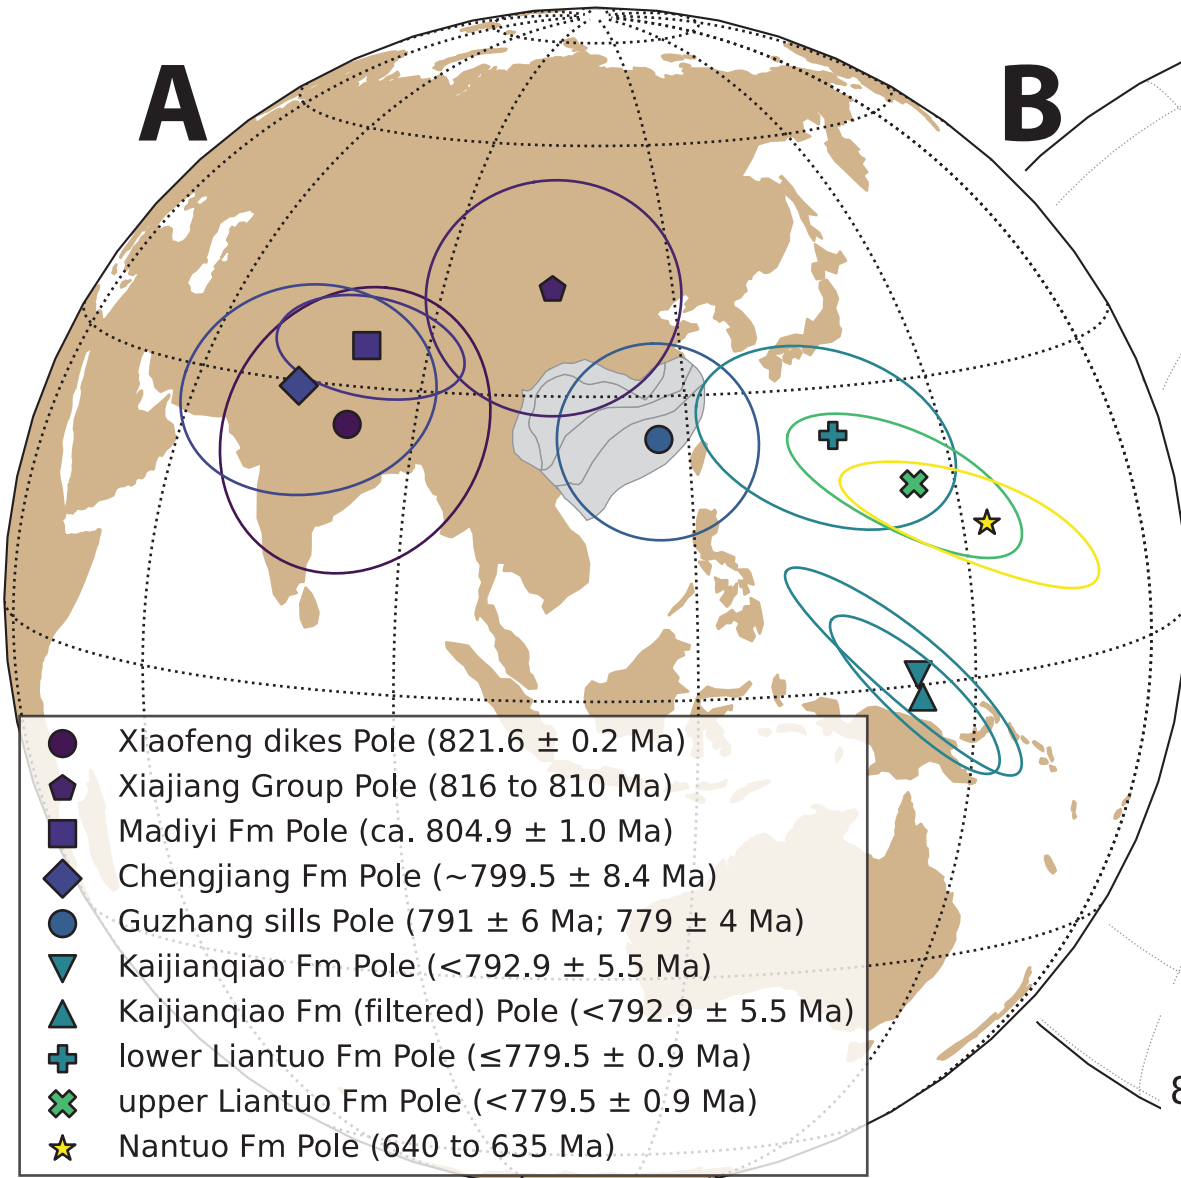 A B
Xiaofeng dikes Pole (821.6 ± 0.2 Ma)
Xiajiang Group Pole (816 to 810 Ma)
Madiyi Fm Pole (ca. 804.9 ± 1.0 Ma)
Chengjiang Fm Pole (~799.5 ± 8.4 Ma)
Guzhang sills Pole (791 ± 6 Ma; 779 ± 4 Ma)
Kaijianqiao Fm Pole (<792.9 ± 5.5 Ma)
Kaijianqiao Fm (filtered) Pole (<792.9 ± 5.5 Ma)
lower Liantuo Fm Pole (≤779.5 ± 0.9 Ma)
upper Liantuo Fm Pole (<779.5 ± 0.9 Ma)
Nantuo Fm Pole (640 to 635 Ma)